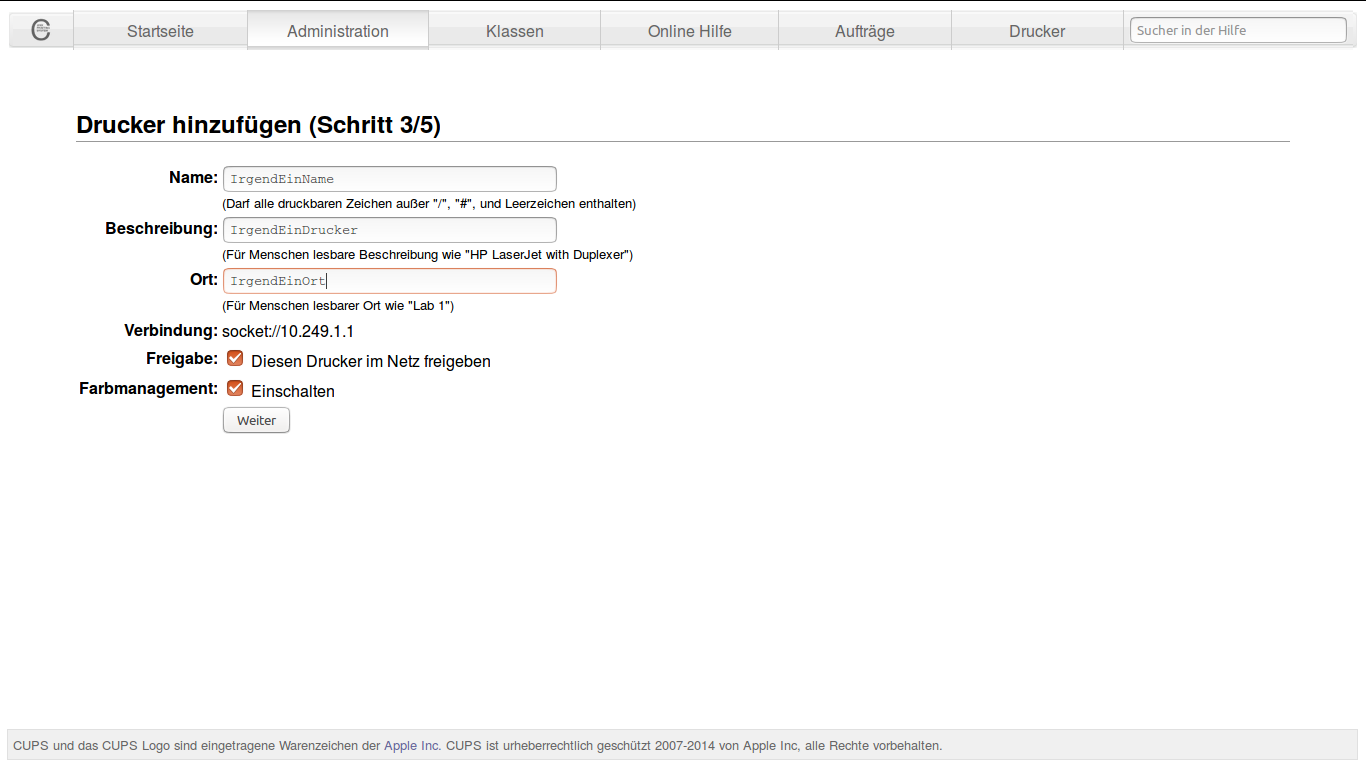 Startseite Administration Klassen Online Hilfe Aufträge Drucker Sucher in der Hilfe
Drucker hinzufügen (Schritt 3/5)
Name: IrgendEinName
(Darf alle druckbaren Zeichen außer "/", "#", und Leerzeichen enthalten)
Beschreibung: IrgendEinDrucker
(Für Menschen lesbare Beschreibung wie "HP LaserJet with Duplexer")
Ort: IrgendEinOrt
(Für Menschen lesbarer Ort wie "Lab 1")
Verbindung: socket://10.249.1.1
Freigabe: Diesen Drucker im Netz freigeben
Farbmanagement: Einschalten
Weiter
CUPS und das CUPS Logo sind eingetragene Warenzeichen der Apple Inc. CUPS ist urheberrechtlich geschützt 2007-2014 von Apple Inc, alle Rechte vorbehalten.